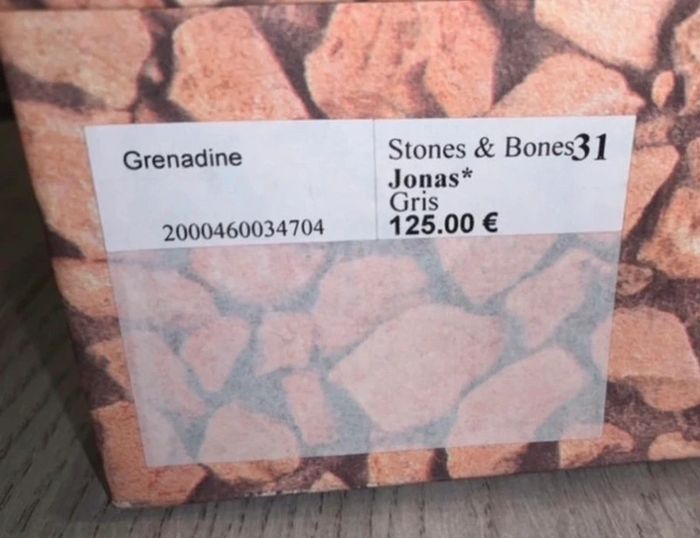 Grenadine
2000460034704
Stones & Bones31
Jonas*
Gris
125.00 €